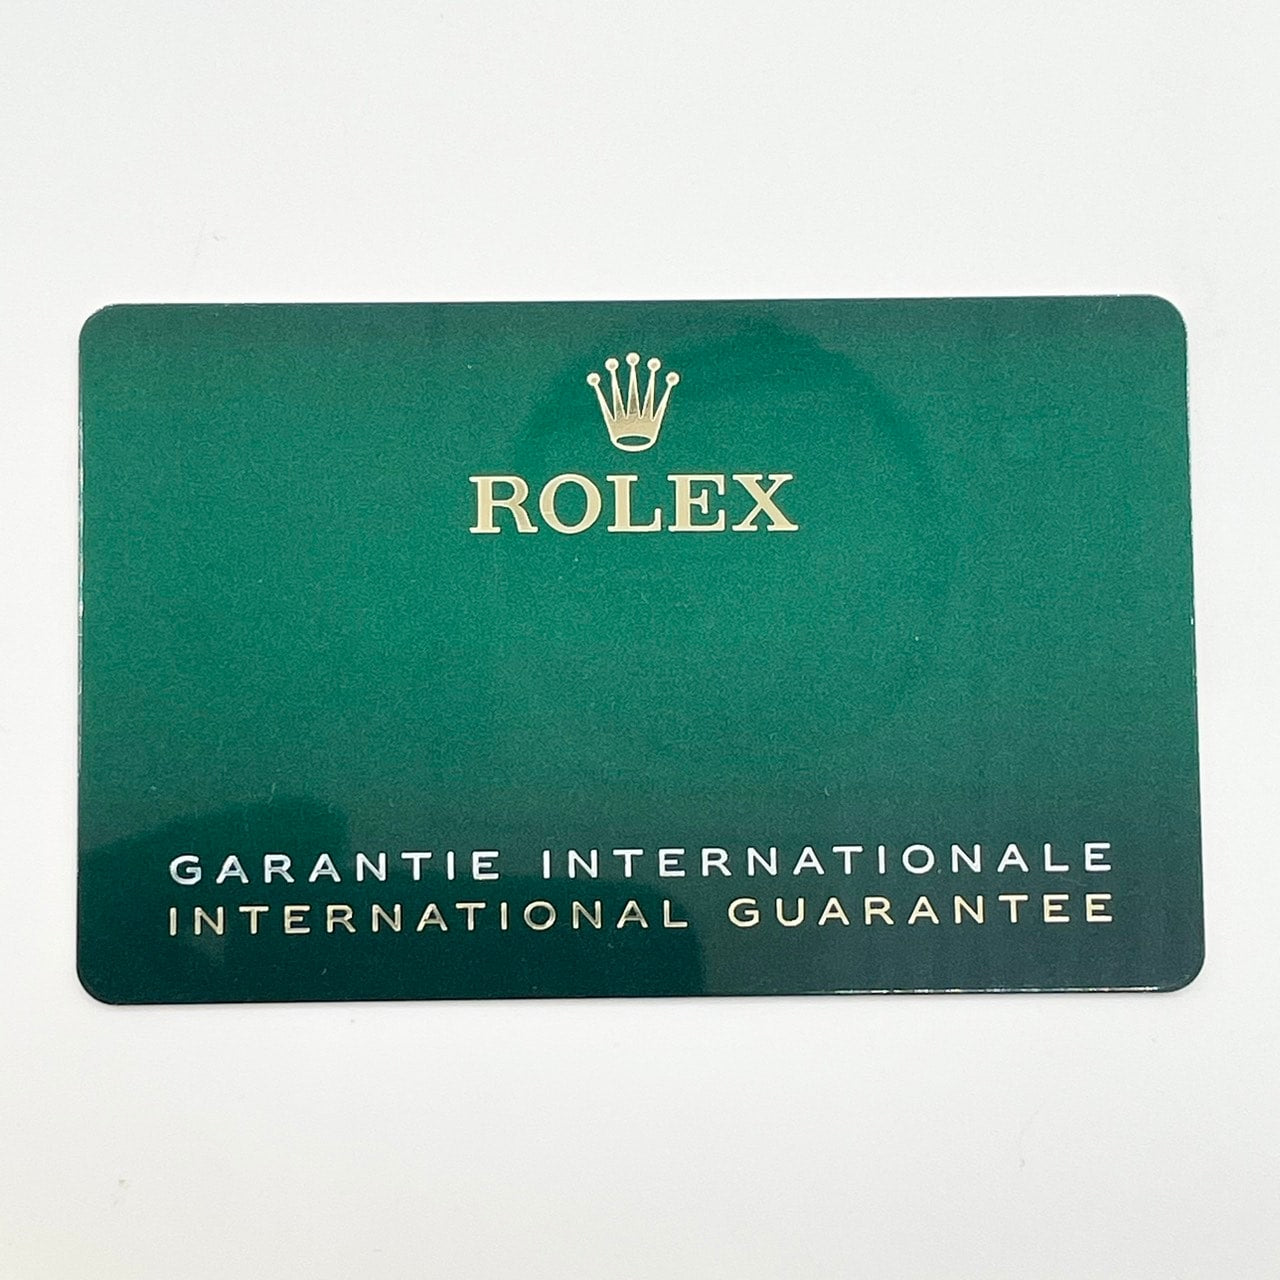 ROLEX
GARANTIE INTERNATIONALE
INTERNATIONAL GUARANTEE